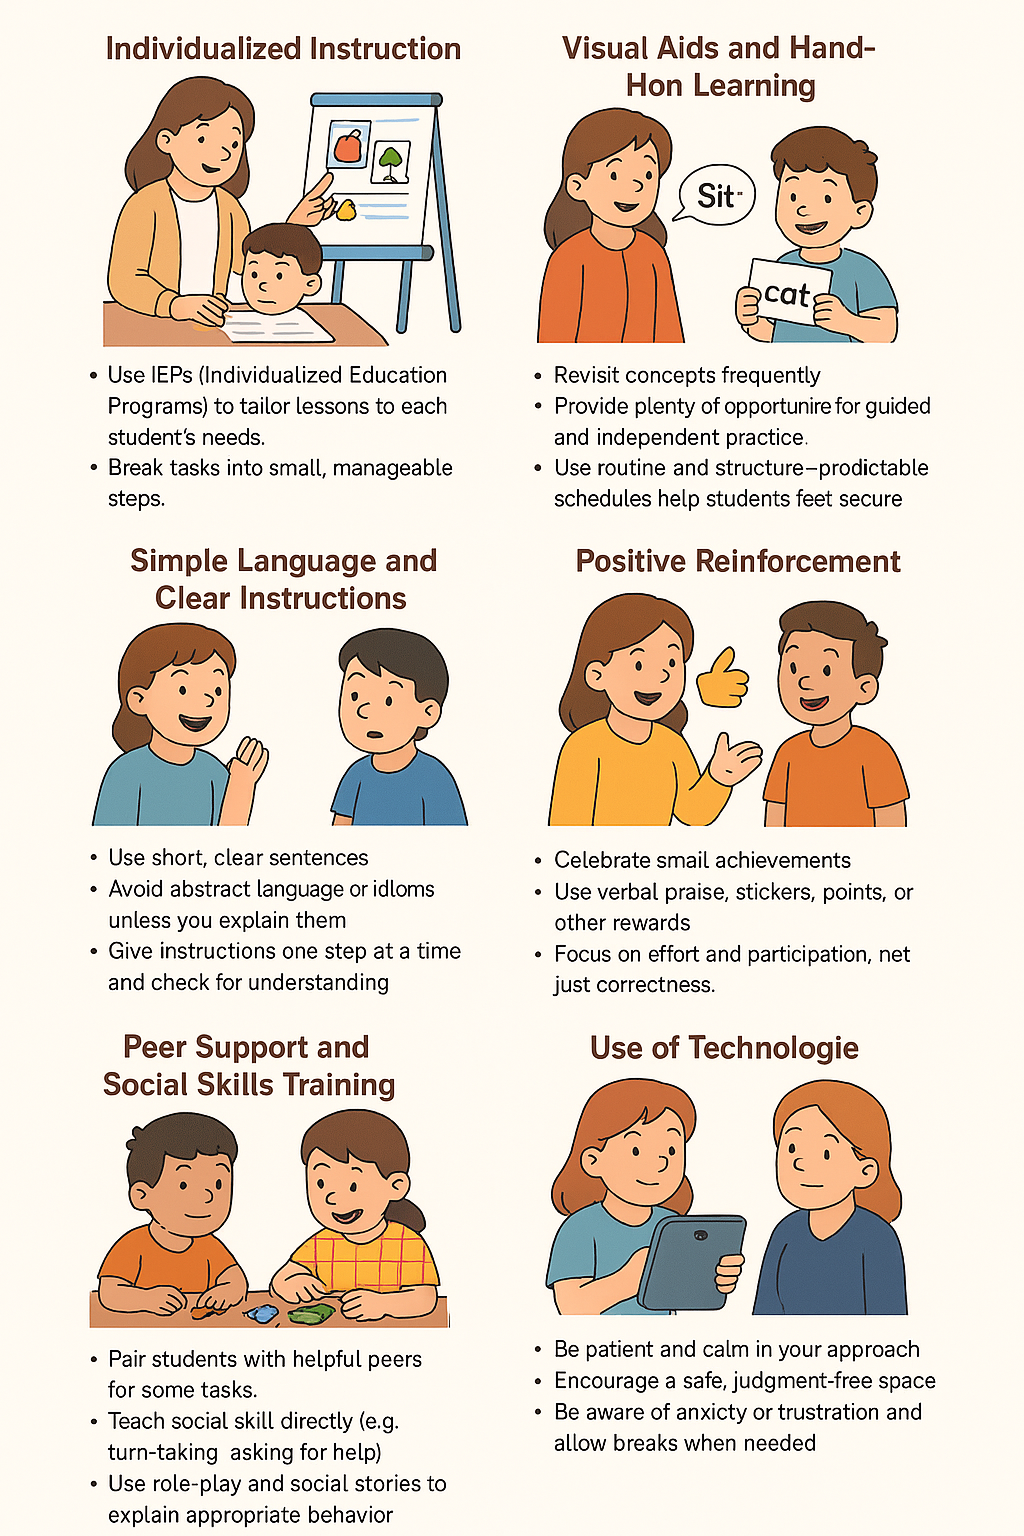 Individualized Instruction
• Use IEPs (Individualized Education
Programs) to tailor lessons to each
student's needs.
• Break tasks into small, manageable
steps.
Visual Aids and Hand-
Hon Learning
Sit
cat
• Revisit concepts frequently
• Provide plenty of opportunire for guided
and independent practice.
• Use routine and structure–prodictable
schedules help students feet secure
Simple Language and
Clear Instructions
• Use short, clear sentences
• Avoid abstract language or idloms
unless you explain them
• Give instructions one step at a time
and check for understanding
Positive Reinforcement
• Celebrate smail achievements
• Use verbal praise, stickers, points, or
other rewards
• Focus on effort and participation, net
just correctness.
Peer Support and
Social Skills Training
• Pair students with helpful peers
for some tasks.
• Teach social skill directly (e.g.
turn-taking asking for help)
• Use role-play and social stories to
explain appropriate behavior
Use of Technologie
• Be patient and calm in your approach
• Encourage a safe, judgment-free space
• Be aware of anxicty or trustration and
allow breaks when needed